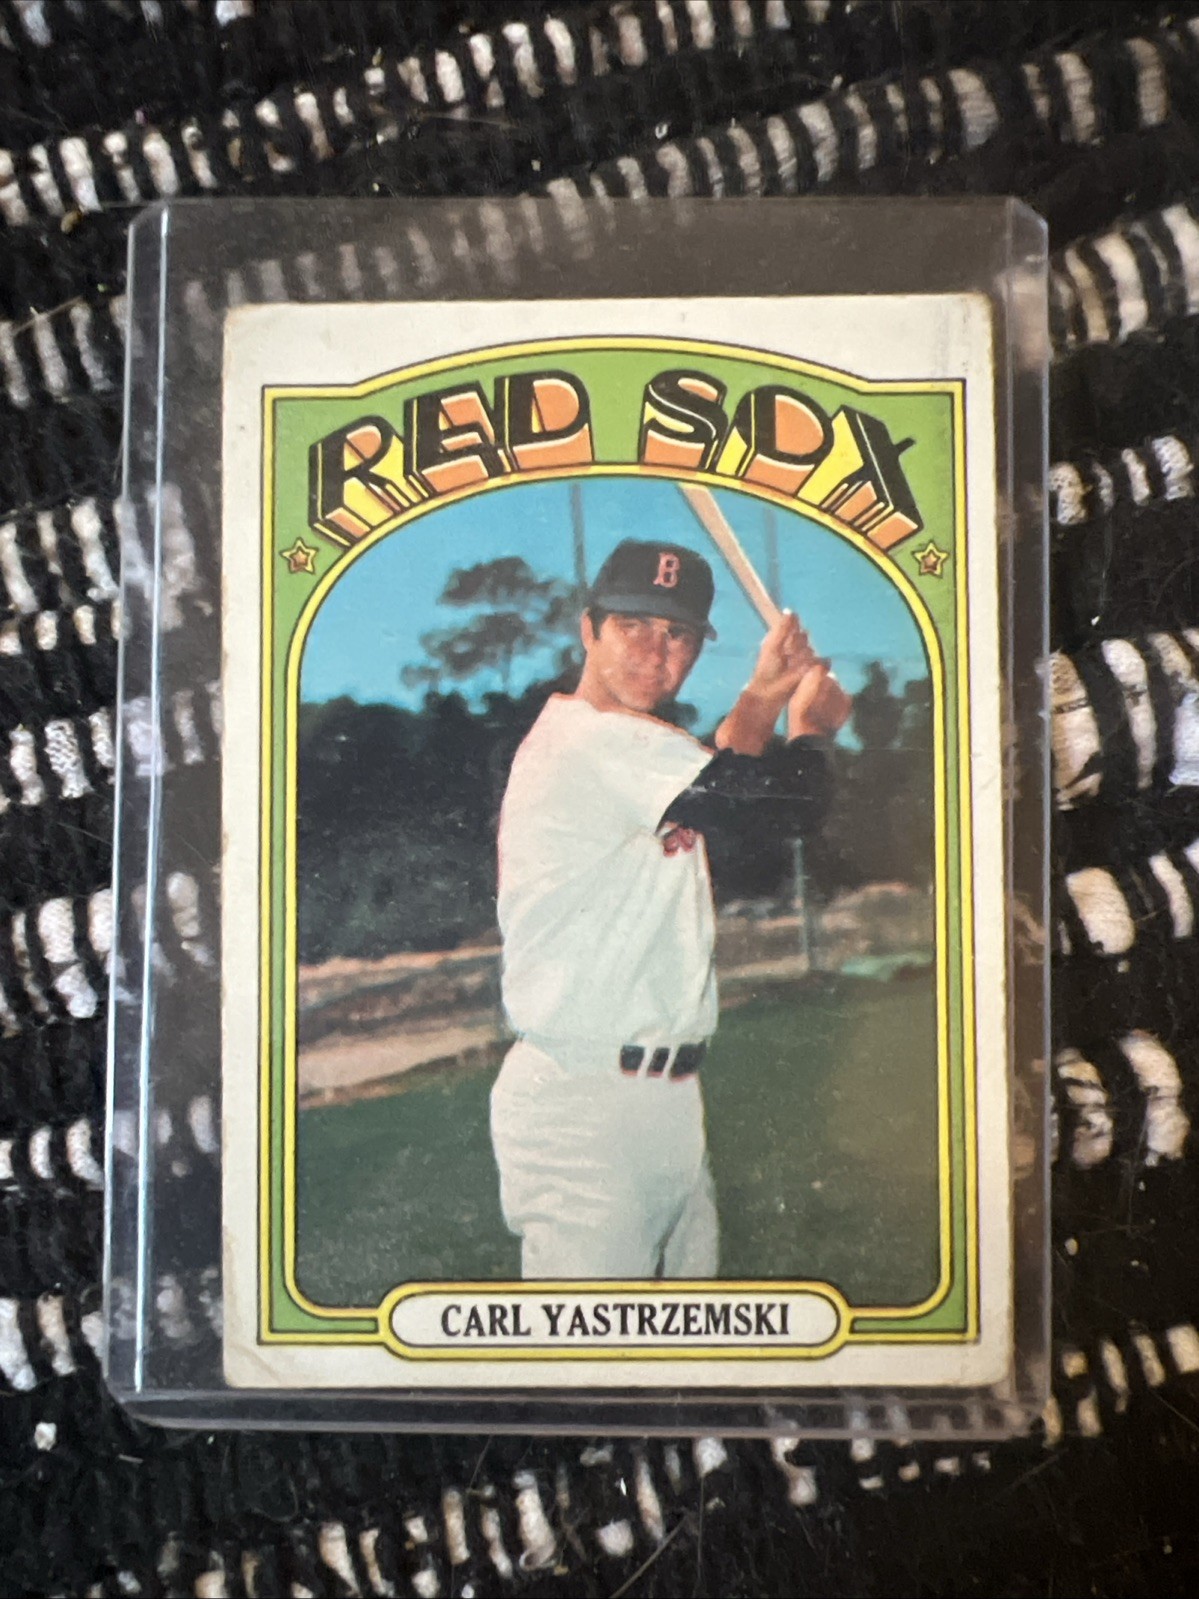 RED SOX
B
CARL YASTRZEMSKI